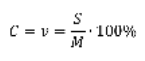 C = v = S/M · 100%